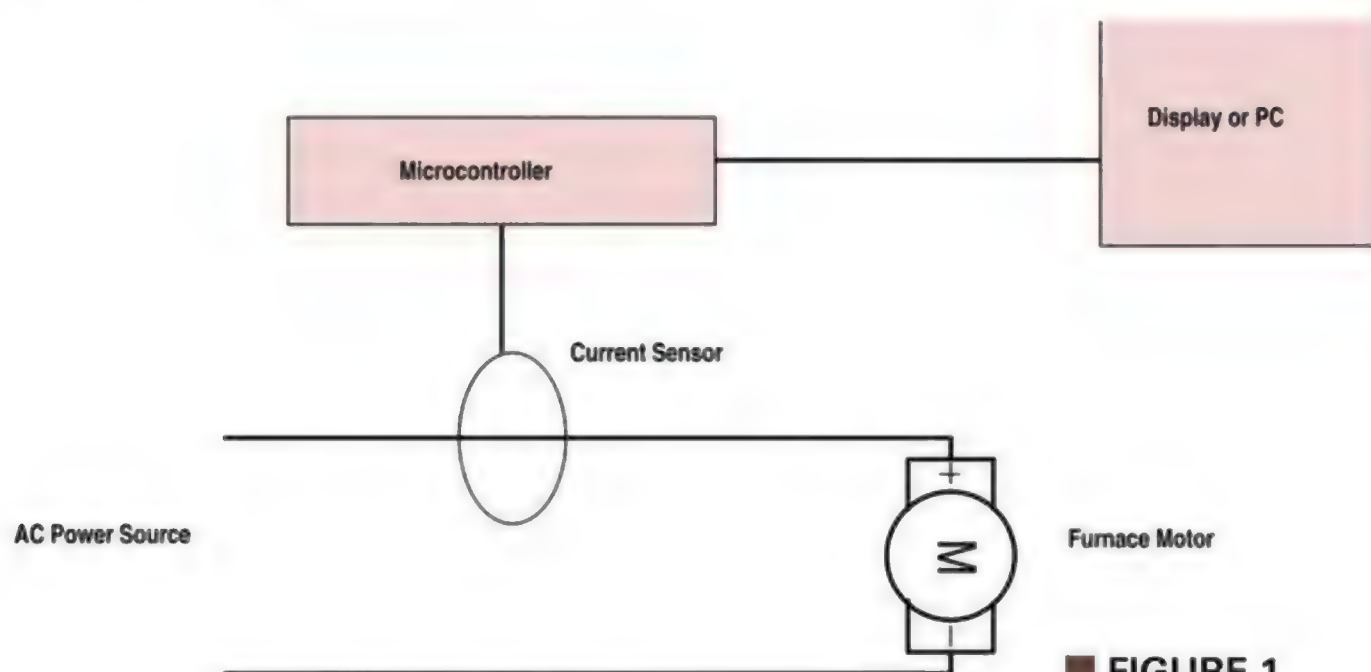 Display or PC
Microcontroller
Current Sensor
AC Power Source
+
M
Furnace Motor
FIGURE 1